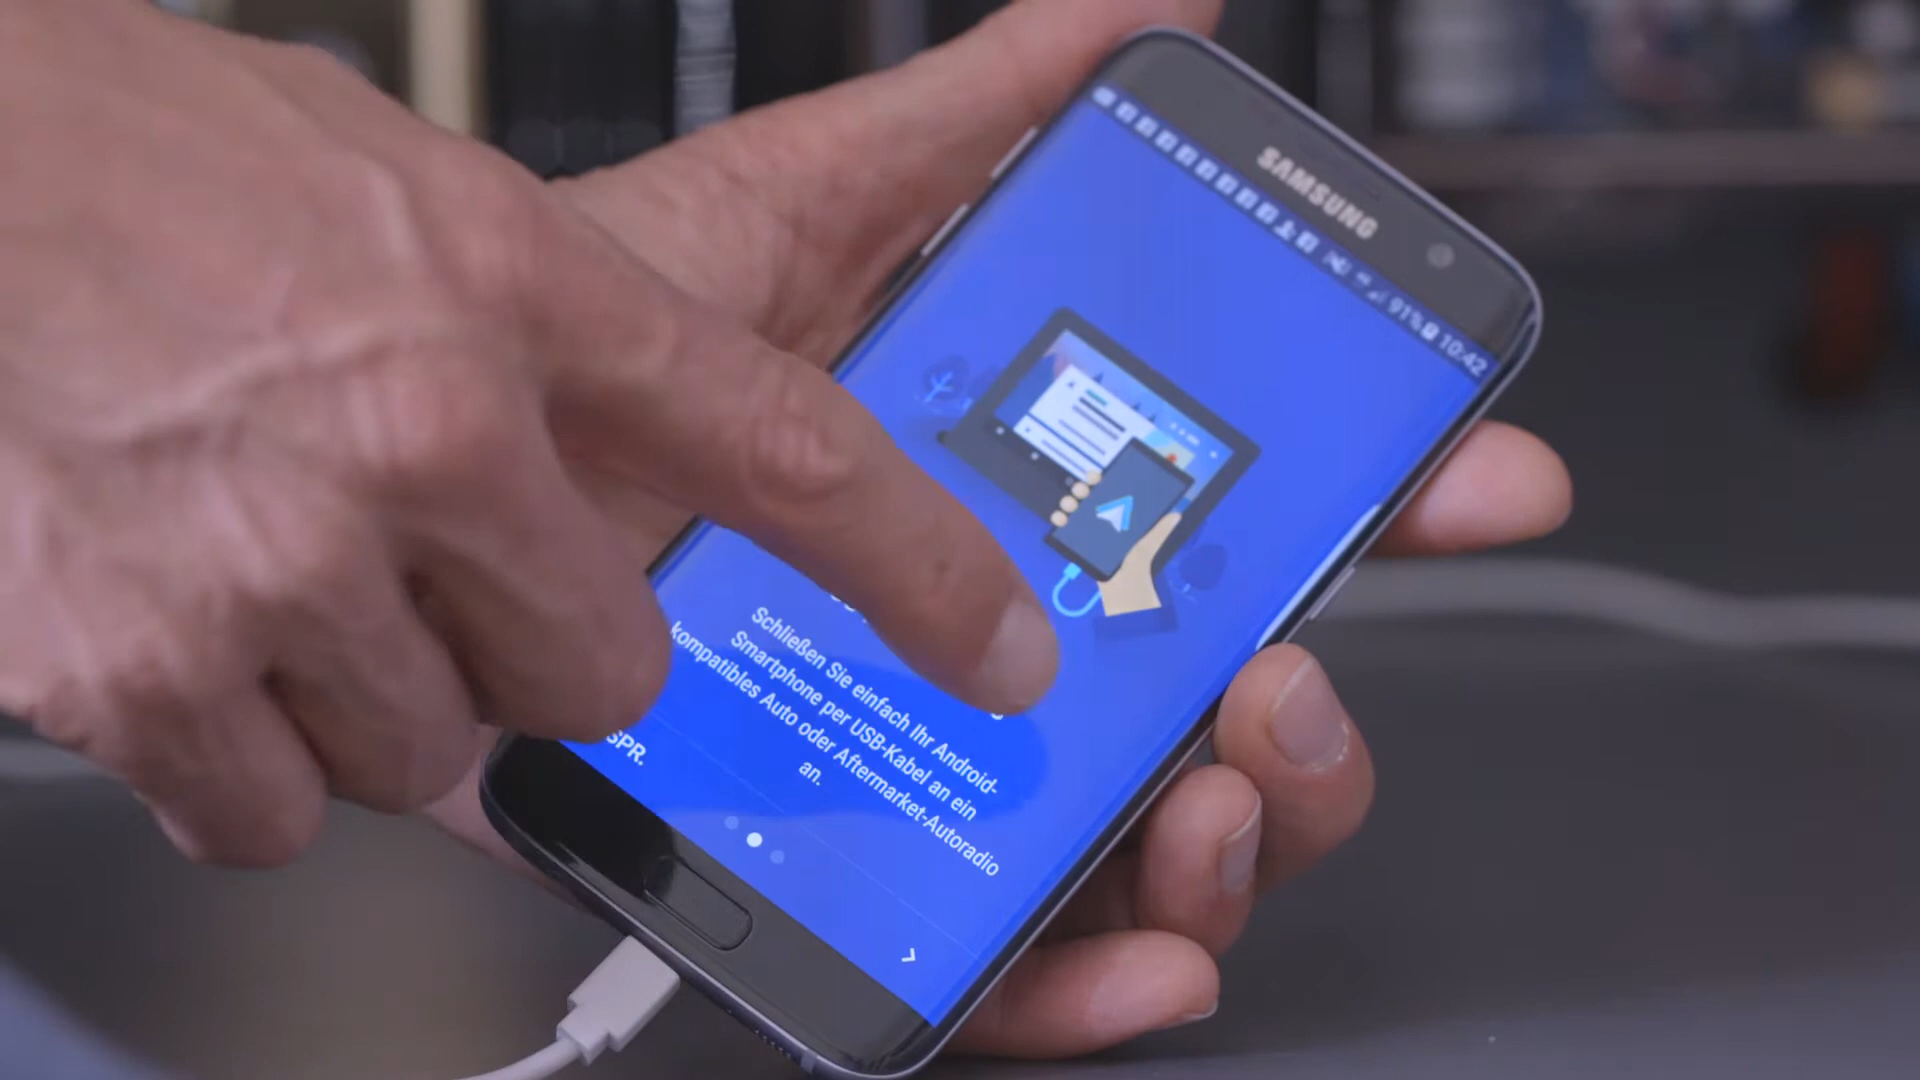 SAMSUNG
91% 10:42
Schließen Sie einfach Ihr Android-
Smartphone per USB-Kabel an ein
kompatibles Auto oder Aftermarket-Autoradio
an.
SPR.